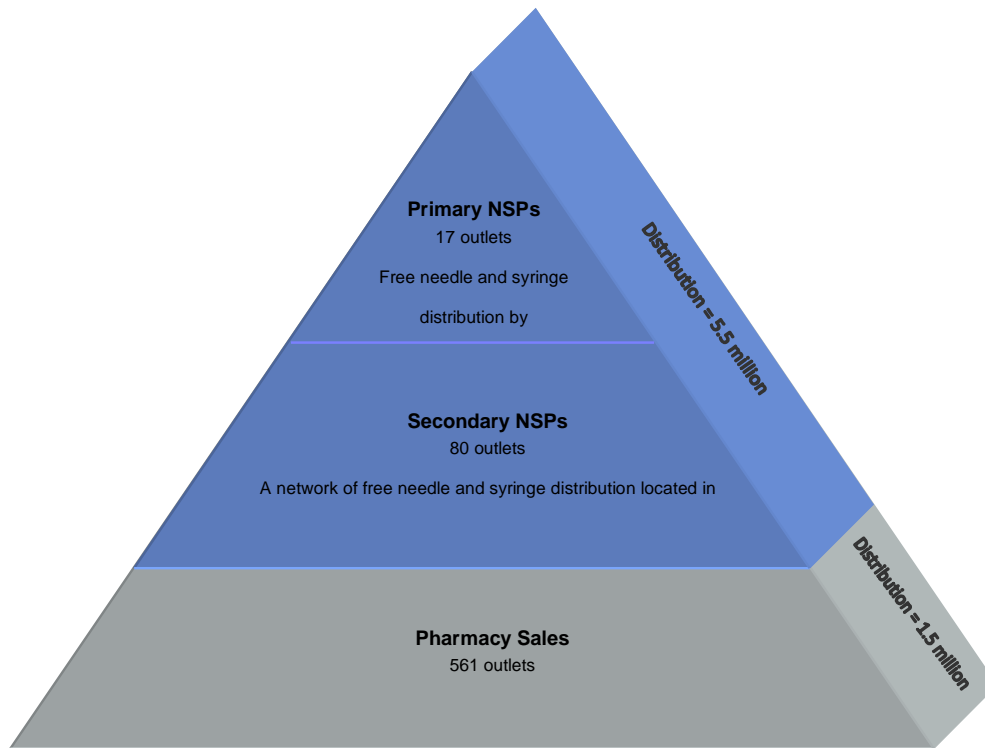 Primary NSPs
17 outlets
Free needle and syringe
distribution by
Distribution = 5.5 million
Secondary NSPs
80 outlets
A network of free needle and syringe distribution located in
Pharmacy Sales
561 outlets
Distribution = 1.5 million